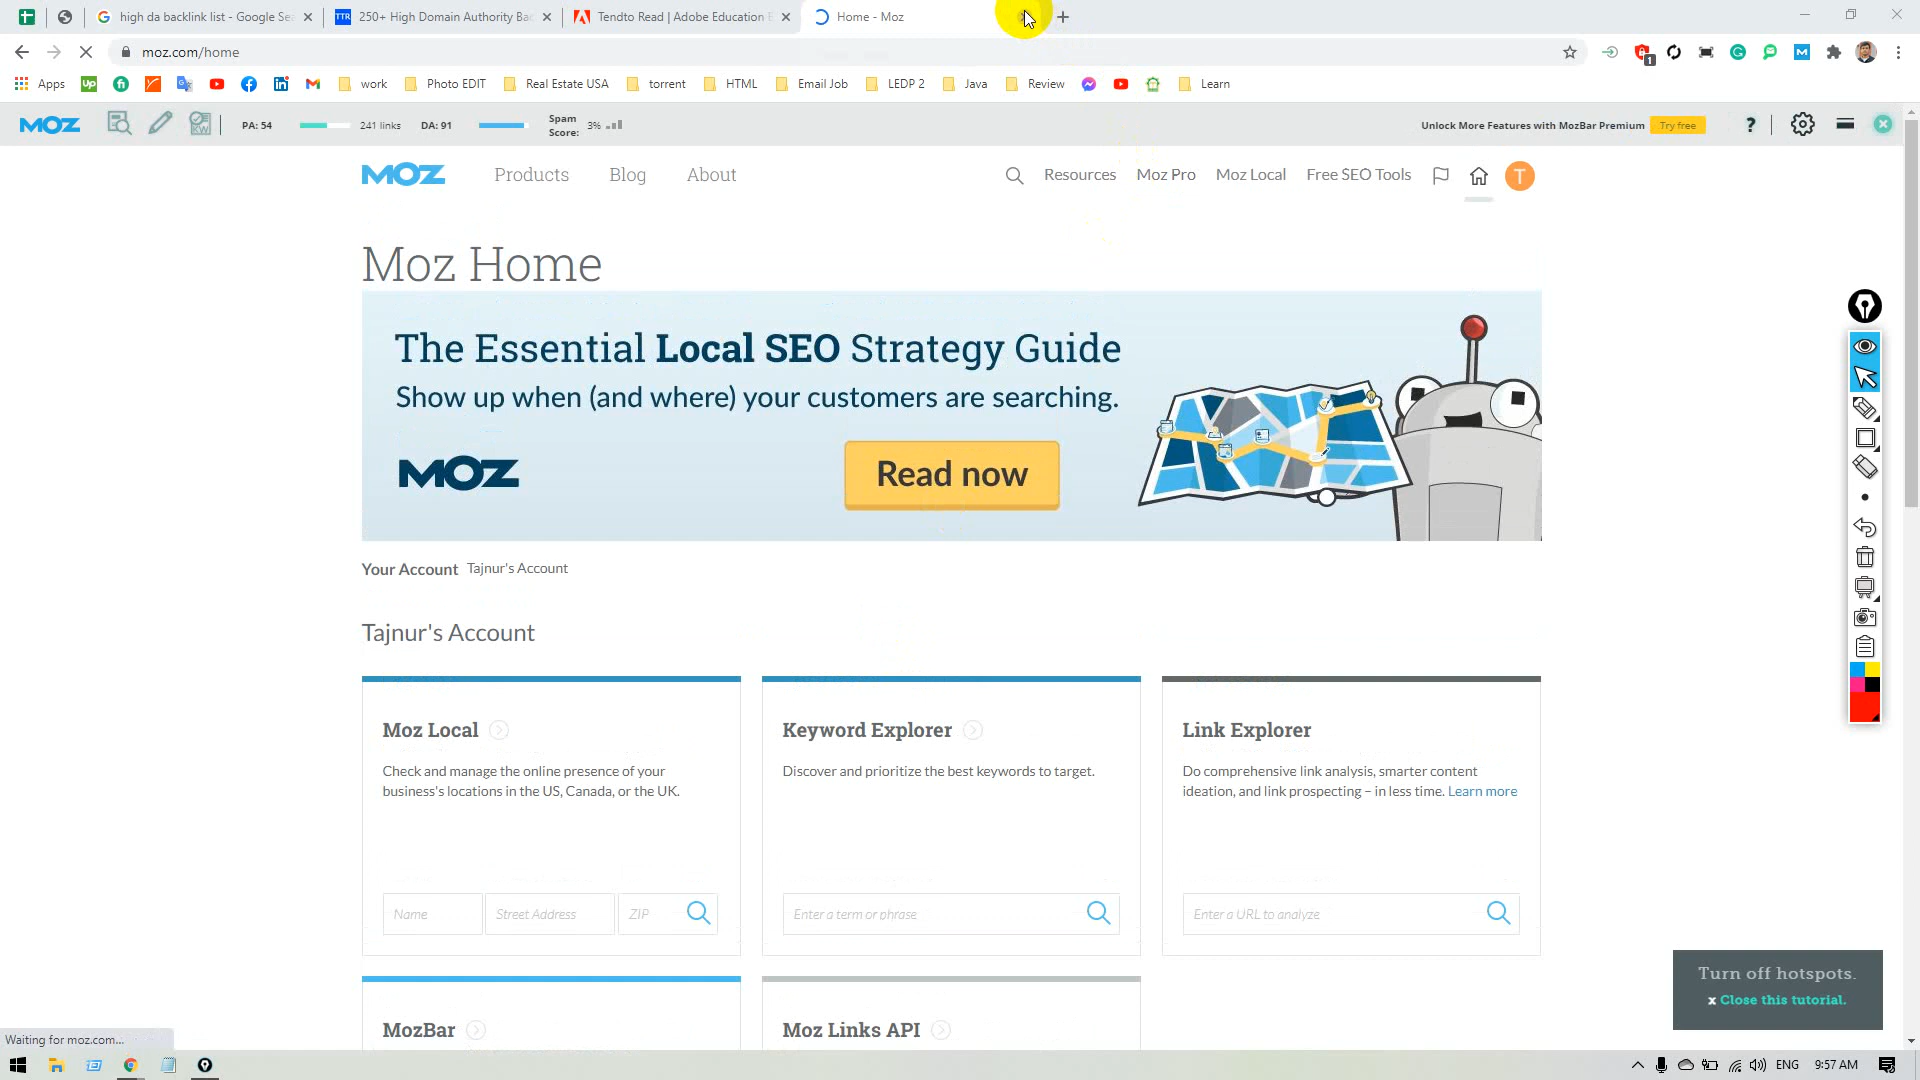 high da backlink list - Google Se
TTR 250+ High Domain Authority Bac
Tendto Read | Adobe Education E
Home - Moz
moz.com/home
1
Apps
Up
fi
work
Photo EDIT
Real Estate USA
torrent
HTML
Email Job
LEDP 2
Java
Review
Learn
MOZ
KW
PA: 54
241 links
DA: 91
Spam
Score: 3%
Unlock More Features with MozBar Premium
Try free
?
MOZ Products Blog About
Resources Moz Pro Moz Local Free SEO Tools T
Moz Home
The Essential Local SEO Strategy Guide
Show up when (and where) your customers are searching.
MOZ
Read now
Your Account Tajnur's Account
Tajnur's Account
Moz Local
Check and manage the online presence of your
business's locations in the US, Canada, or the UK.
Name
Street Address
ZIP
Keyword Explorer
Discover and prioritize the best keywords to target.
Enter a term or phrase
Link Explorer
Do comprehensive link analysis, smarter content
ideation, and link prospecting – in less time. Learn more
Enter a URL to analyze
MozBar
Moz Links API
Turn off hotspots.
x Close this tutorial.
Waiting for moz.com...
ENG
9:57 AM